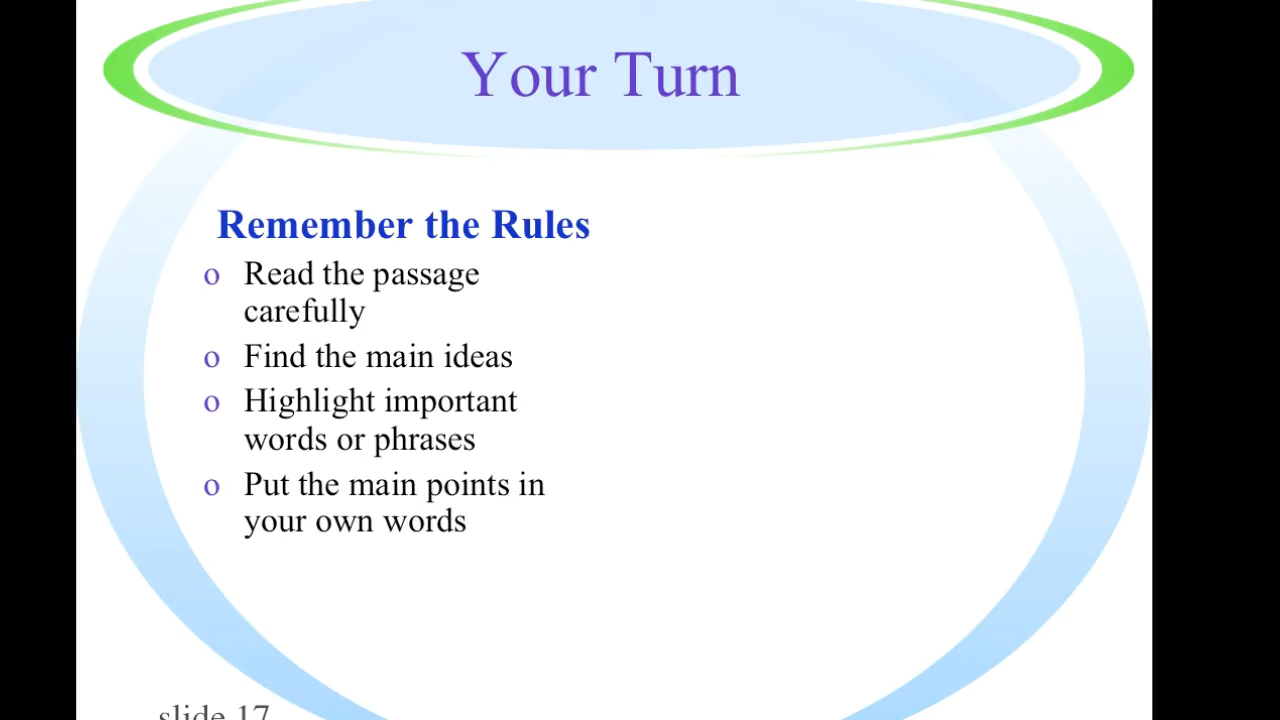 Your Turn
Remember the Rules
o Read the passage
carefully
o Find the main ideas
o Highlight important
words or phrases
o Put the main points in
your own words
slide 17